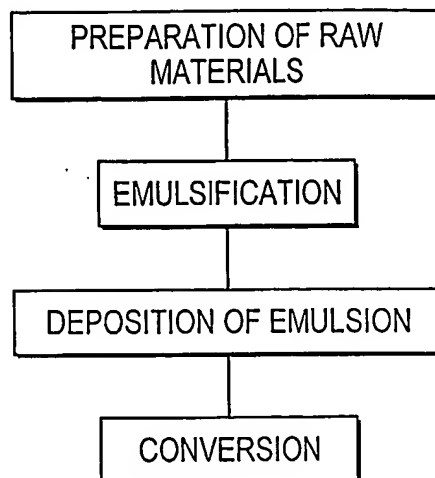 PREPARATION OF RAW
MATERIALS
EMULSIFICATION
DEPOSITION OF EMULSION
CONVERSION